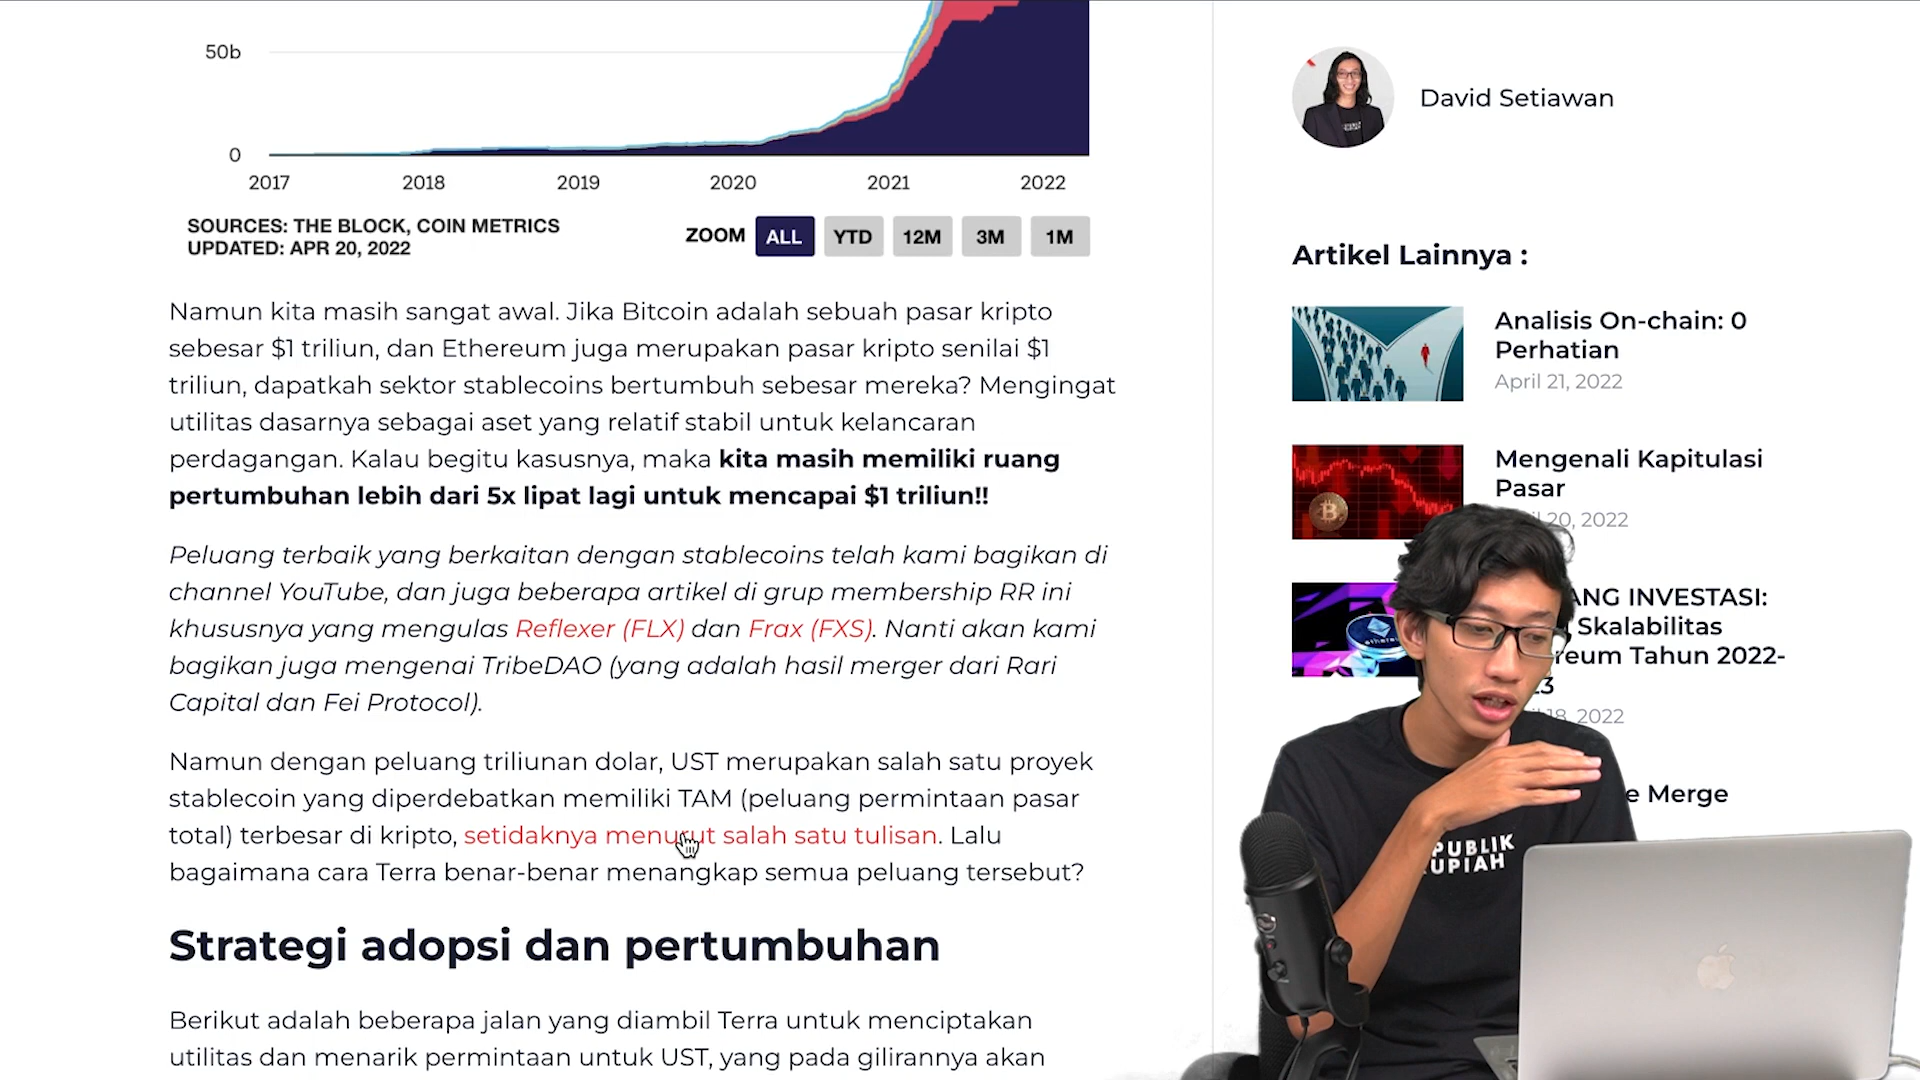 50b
0
2017 2018 2019 2020 2021 2022
SOURCES: THE BLOCK, COIN METRICS
UPDATED: APR 20, 2022
ZOOM ALL YTD 12M 3M 1M
Namun kita masih sangat awal. Jika Bitcoin adalah sebuah pasar kripto
sebesar $1 triliun, dan Ethereum juga merupakan pasar kripto senilai $1
triliun, dapatkah sektor stablecoins bertumbuh sebesar mereka? Mengingat
utilitas dasarnya sebagai aset yang relatif stabil untuk kelancaran
perdagangan. Kalau begitu kasusnya, maka kita masih memiliki ruang
pertumbuhan lebih dari 5x lipat lagi untuk mencapai $1 triliun!!
Peluang terbaik yang berkaitan dengan stablecoins telah kami bagikan di
channel YouTube, dan juga beberapa artikel di grup membership RR ini
khususnya yang mengulas Reflexer (FLX) dan Frax (FXS). Nanti akan kami
bagikan juga mengenai TribeDAO (yang adalah hasil merger dari Rari
Capital dan Fei Protocol).
Namun dengan peluang triliunan dolar, UST merupakan salah satu proyek
stablecoin yang diperdebatkan memiliki TAM (peluang permintaan pasar
total) terbesar di kripto, setidaknya menurut salah satu tulisan. Lalu
bagaimana cara Terra benar-benar menangkap semua peluang tersebut?
Strategi adopsi dan pertumbuhan
Berikut adalah beberapa jalan yang diambil Terra untuk menciptakan
utilitas dan menarik permintaan untuk UST, yang pada gilirannya akan
David Setiawan
Artikel Lainnya :
Analisis On-chain: 0
Perhatian
April 21, 2022
Mengenali Kapitulasi
Pasar
20, 2022
ANG INVESTASI:
Skalabilitas
reum Tahun 2022-
3
18, 2022
e Merge
PUBLIK
UPIAH